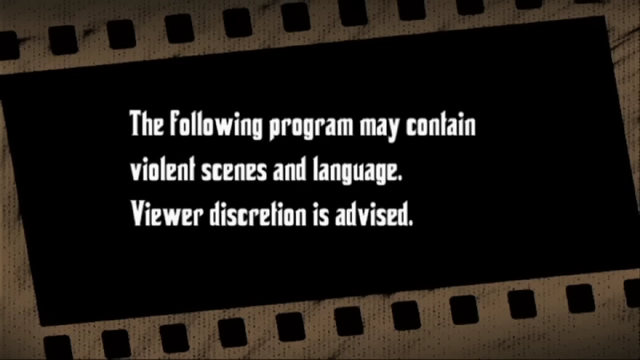 The following program may contain
violent scenes and language.
Viewer discretion is advised.